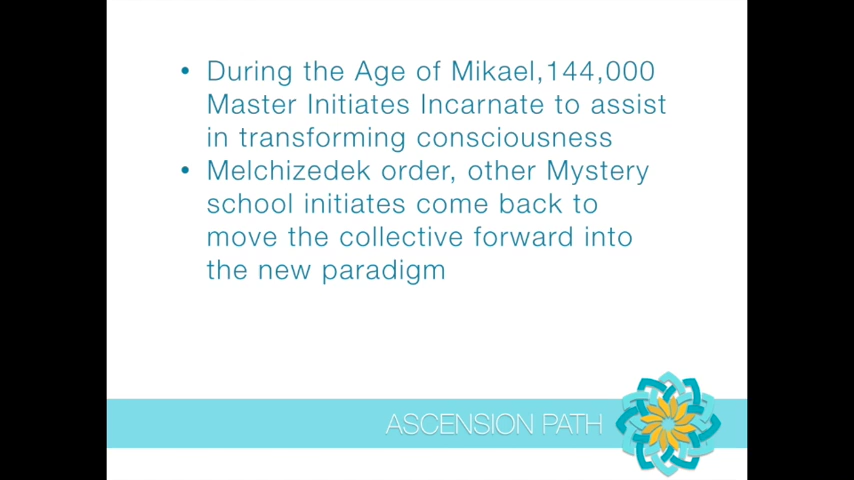 • During the Age of Mikael,144,000
Master Initiates Incarnate to assist
in transforming consciousness
• Melchizedek order, other Mystery
school initiates come back to
move the collective forward into
the new paradigm
ASCENSION PATH